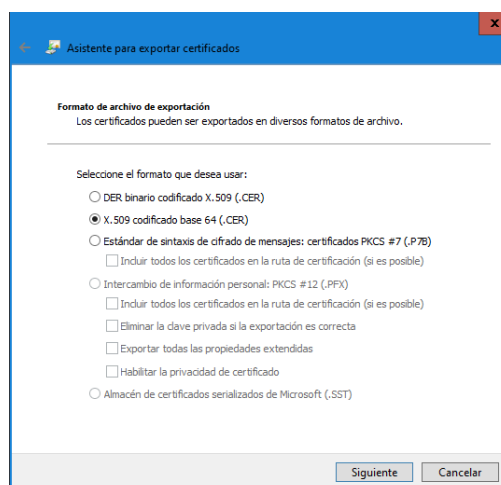 Asistente para exportar certificados
Formato de archivo de exportación
Los certificados pueden ser exportados en diversos formatos de archivo.
Seleccione el formato que desea usar:
DER binario codificado X.509 (.CER)
X.509 codificado base 64 (.CER)
Estándar de sintaxis de cifrado de mensajes: certificados PKCS #7 (.P7B)
Incluir todos los certificados en la ruta de certificación (si es posible)
Intercambio de información personal: PKCS #12 (.PFX)
Incluir todos los certificados en la ruta de certificación (si es posible)
Eliminar la clave privada si la exportación es correcta
Exportar todas las propiedades extendidas
Habilitar la privacidad de certificado
Almacén de certificados serializados de Microsoft (.SST)
Siguiente Cancelar